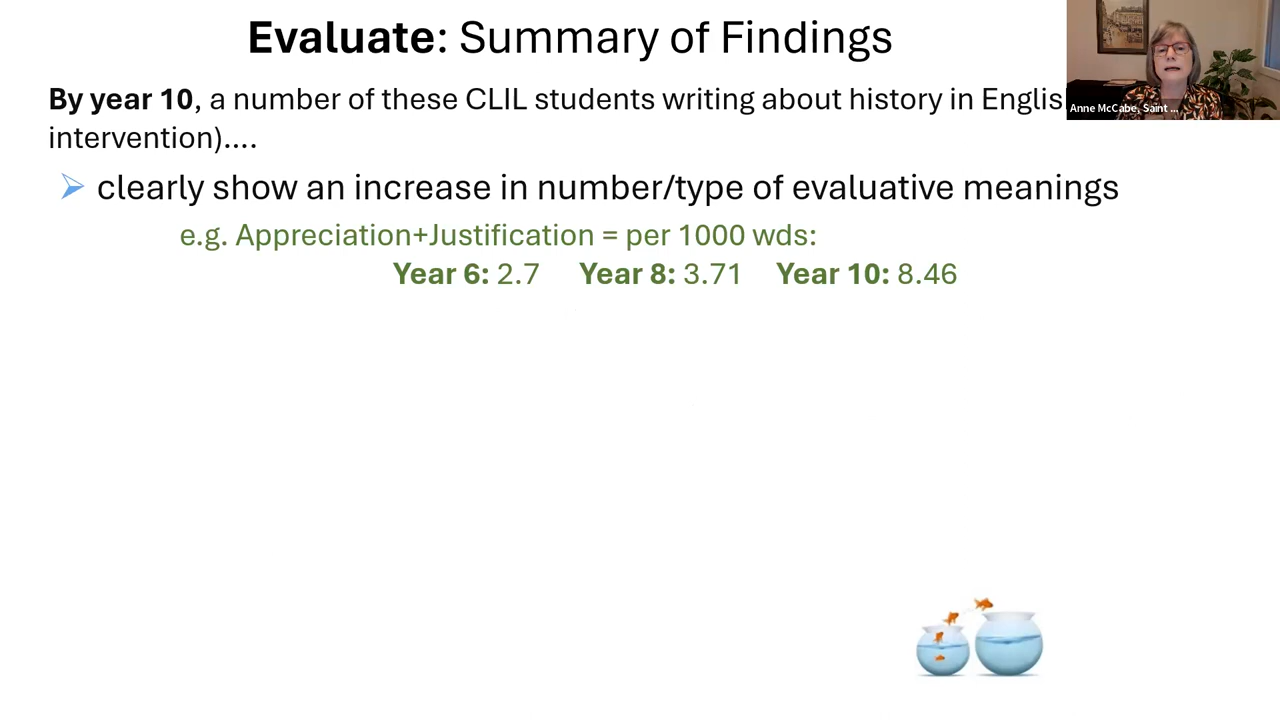 Evaluate: Summary of Findings
By year 10, a number of these CLIL students writing about history in
intervention)....
clearly show an increase in number/type of evaluative meanings
e.g. Appreciation+Justification = per 1000 wds:
Year 6: 2.7 Year 8: 3.71 Year 10: 8.46
Anne McCabe, Saint ...